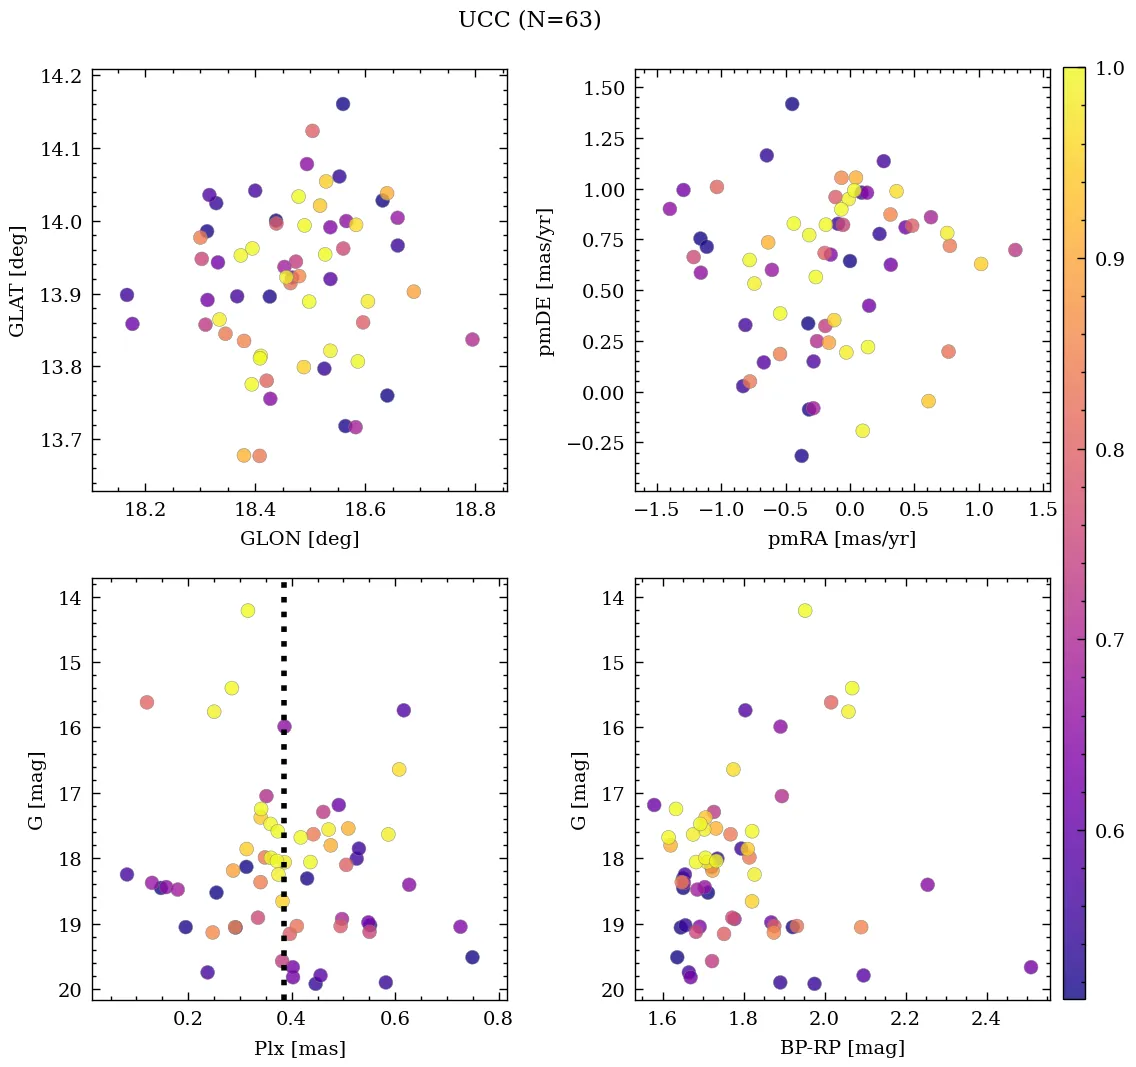 UCC (N=63)
14.2
14.1
14.0
13.9
13.8
13.7
GLAT [deg]
18.2 18.4 18.6 18.8
GLON [deg]
1.50
1.25
1.00
0.75
0.50
0.25
0.00
−0.25
pmDE [mas/yr]
−1.5 −1.0 −0.5 0.0 0.5 1.0 1.5
pmRA [mas/yr]
1.0
0.9
0.8
0.7
0.6
14
15
16
17
18
19
20
G [mag]
0.2 0.4 0.6 0.8
Plx [mas]
14
15
16
17
18
19
20
G [mag]
1.6 1.8 2.0 2.2 2.4
BP-RP [mag]